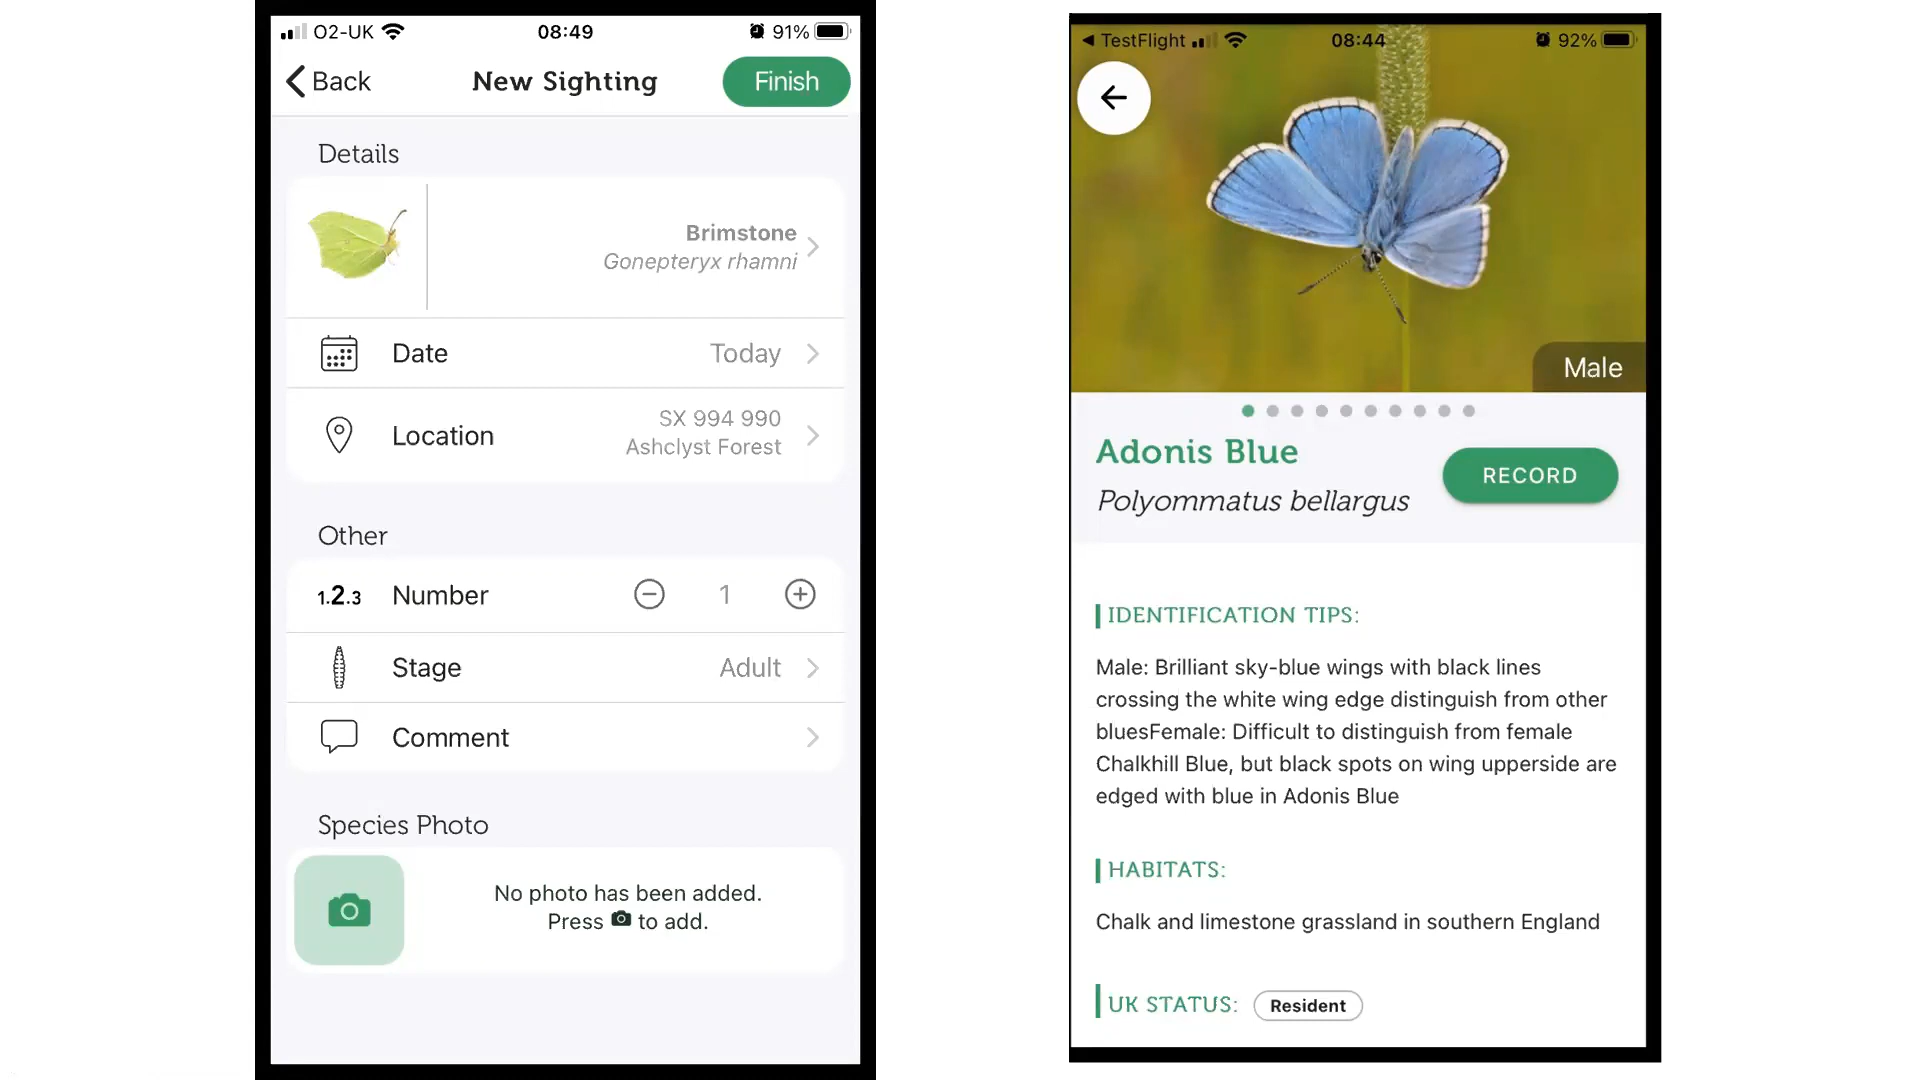 O2-UK 08:49 91%
Back New Sighting Finish
Details
Brimstone
Gonepteryx rhamni
Date Today
Location SX 994 990
Ashclyst Forest
Other
1.2.3 Number 1
Stage Adult
Comment
Species Photo
No photo has been added.
Press to add.
TestFlight 08:44 92%
Male
Adonis Blue
Polyommatus bellargus
RECORD
IDENTIFICATION TIPS:
Male: Brilliant sky-blue wings with black lines
crossing the white wing edge distinguish from other
bluesFemale: Difficult to distinguish from female
Chalkhill Blue, but black spots on wing upperside are
edged with blue in Adonis Blue
HABITATS:
Chalk and limestone grassland in southern England
UK STATUS: Resident